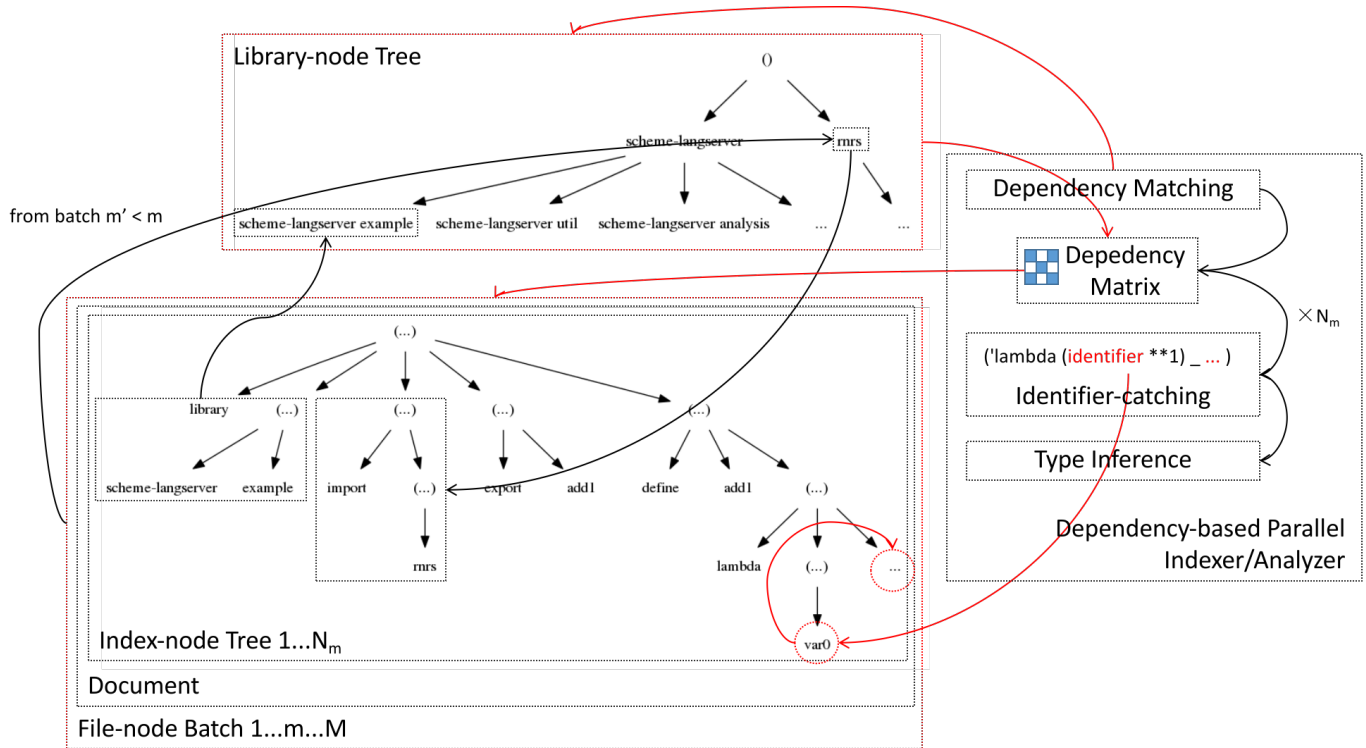 Library-node Tree
()
scheme-langserver
rnrs
from batch m' < m
scheme-langserver example
scheme-langserver util
scheme-langserver analysis
...
...
Dependency Matching
Depedency
Matrix
×Nm
('lambda (identifier **1) _ ... )
Identifier-catching
Type Inference
Dependency-based Parallel
Indexer/Analyzer
(...)
library
(...)
(...)
(...)
(...)
scheme-langserver
example
import
(...)
export
add1
define
add1
(...)
rnrs
lambda
(...)
...
var0
Index-node Tree 1...Nm
Document
File-node Batch 1...m...M